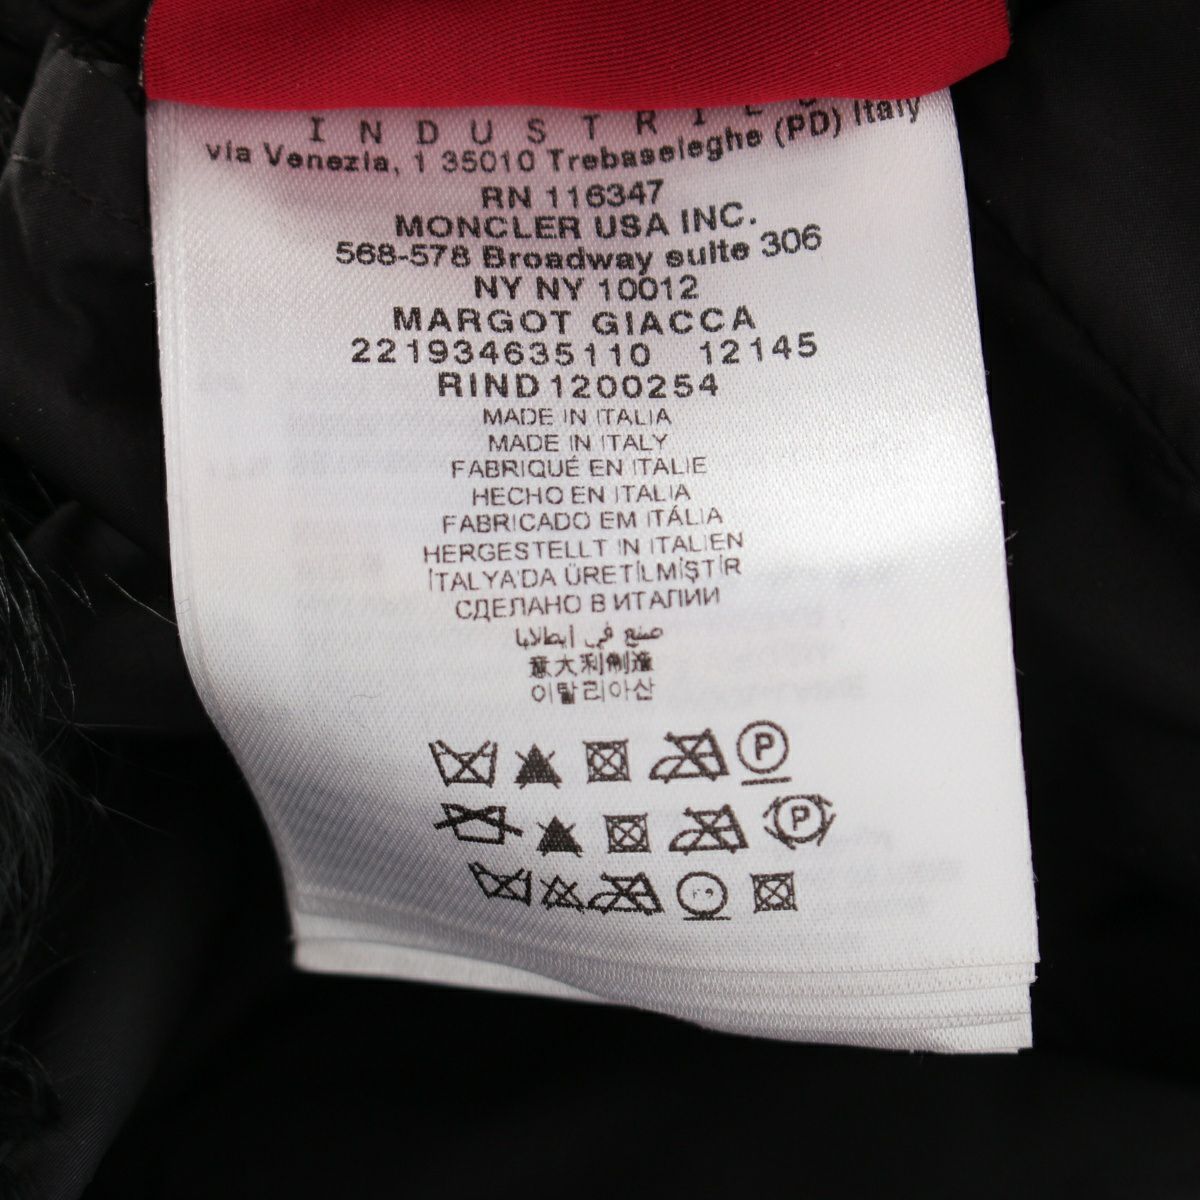 INDUSTRIES
via Venezia, 1 35010 Trebaseleghe (PD) Italy
RN 116347
MONCLER USA INC.
568-578 Broadway suite 306
NY NY 10012
MARGOT GIACCA
221934635110 12145
RIND1200254
MADE IN ITALIA
MADE IN ITALY
FABRIQUÉ EN ITALIE
HECHO EN ITALIA
FABRICADO EM ITÁLIA
HERGESTELLT IN ITALIEN
İTALYA'DA ÜRETİLMİŞTİR
СДЕЛАНО В ИТАЛИИ
صنع في إيطاليا
意大利制造
이탈리아산
P
P